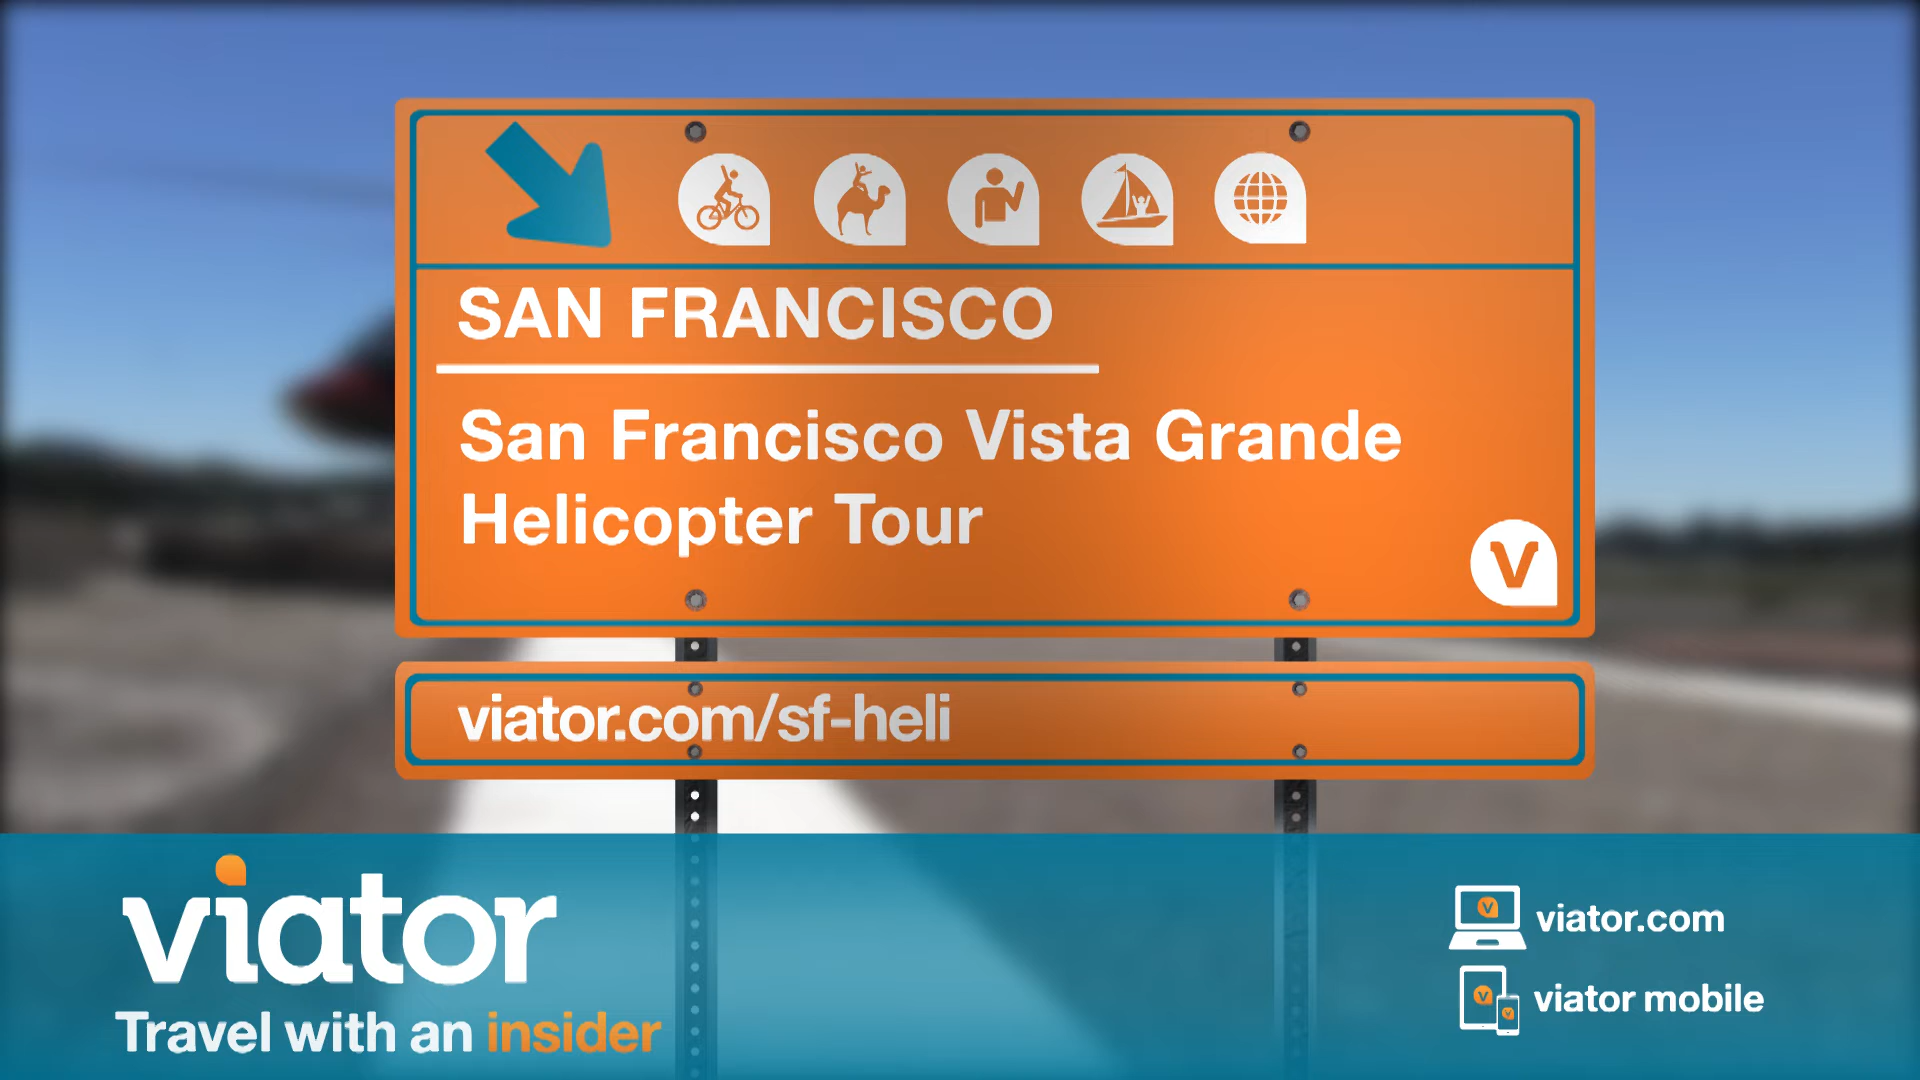 SAN FRANCISCO
San Francisco Vista Grande
Helicopter Tour
V
viator.com/sf-heli
viator
Travel with an insider
V
viator.com
V
V
viator mobile